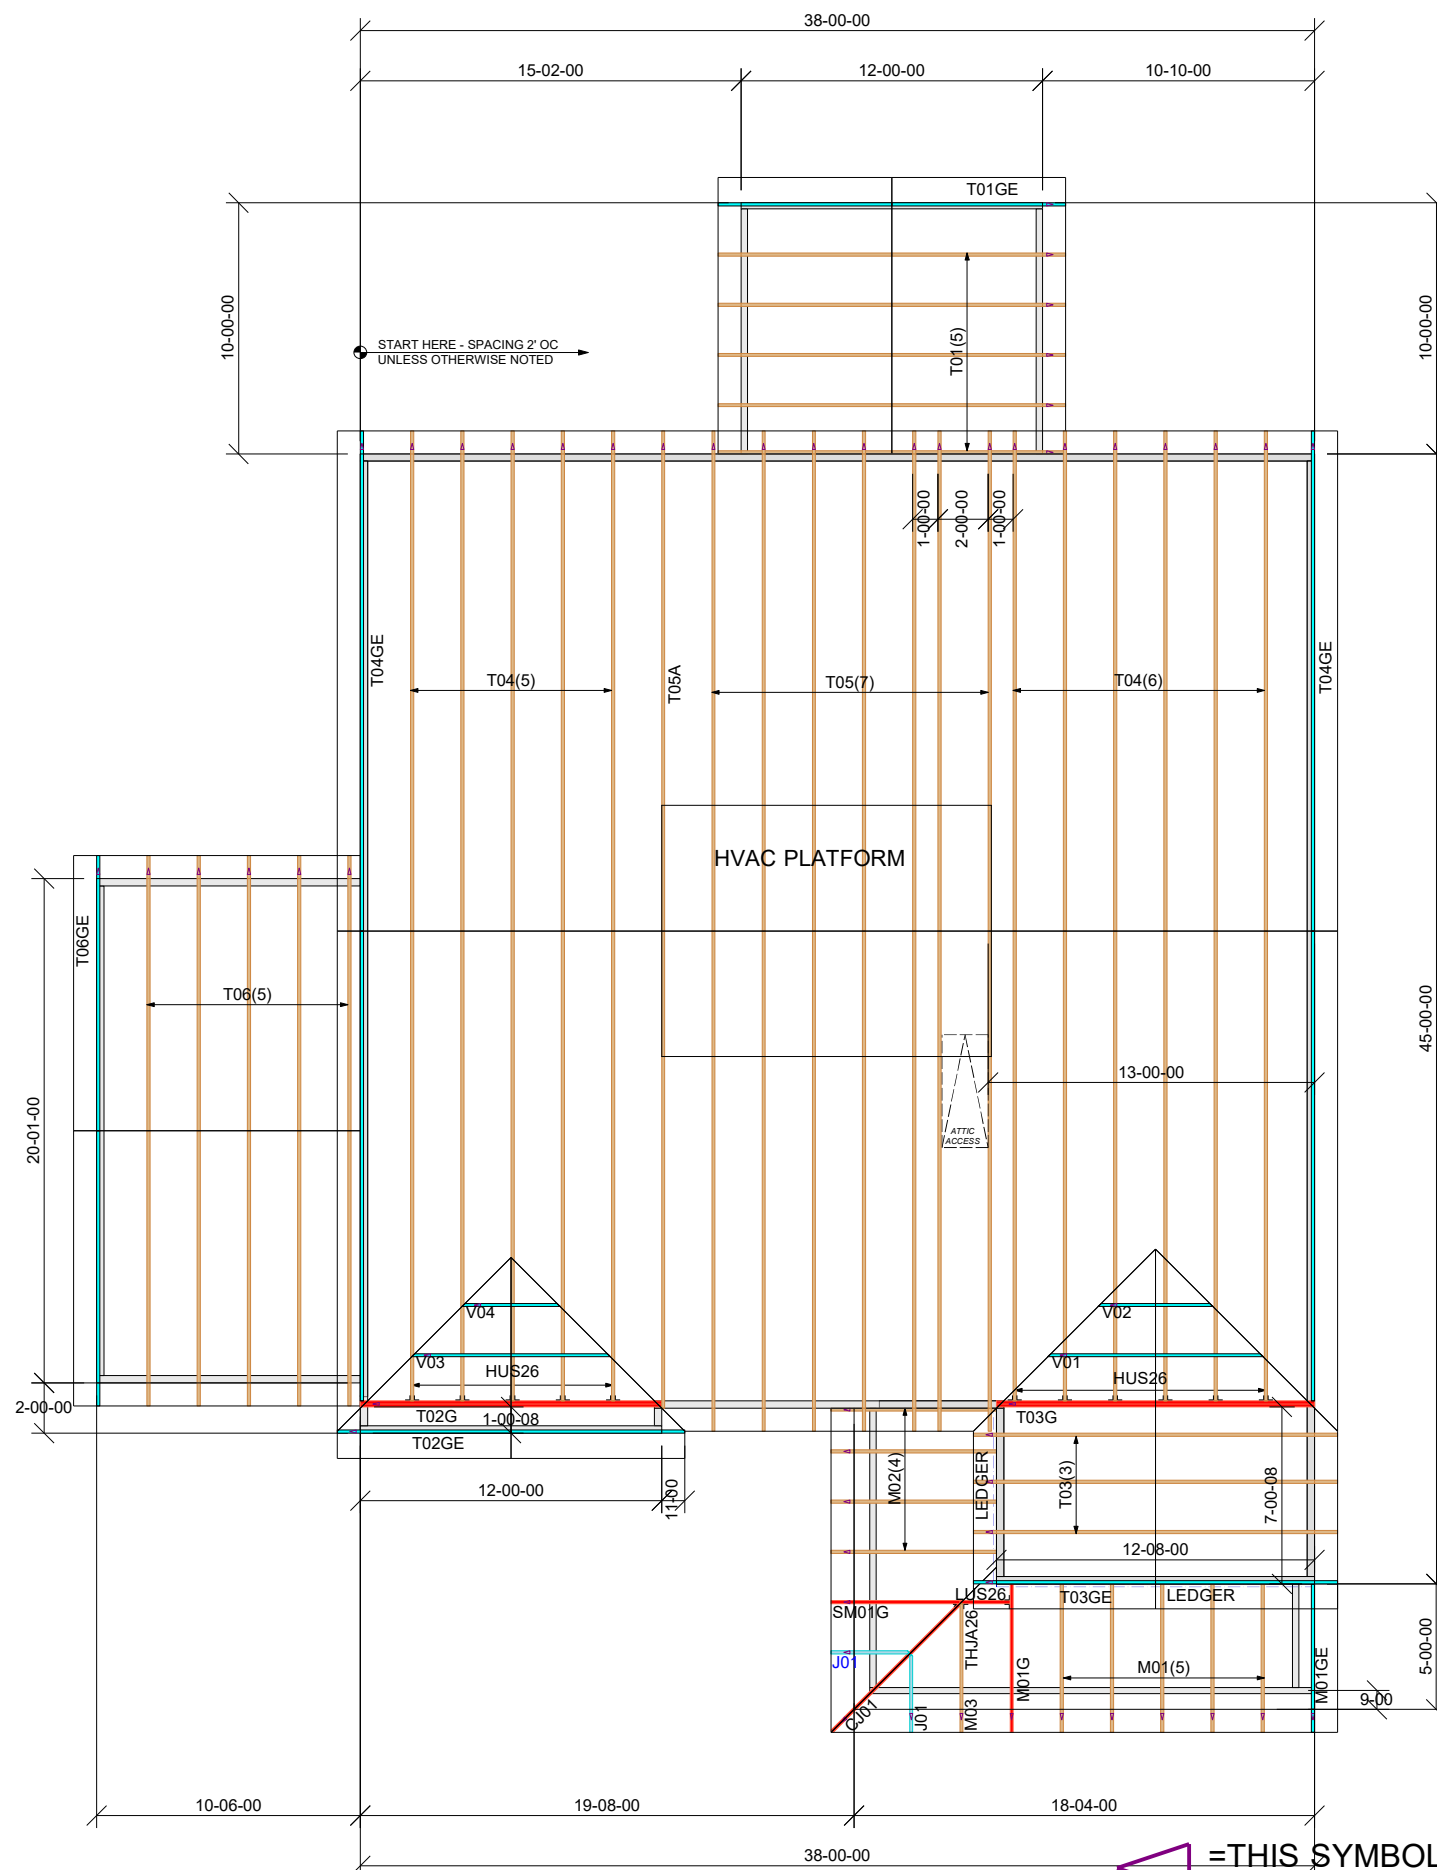 38-00-00
15-02-00
12-00-00
10-10-00
T01GE
10-00-00
10-00-00
START HERE - SPACING 2' OC
UNLESS OTHERWISE NOTED
T01(5)
1-00-00
2-00-00
1-00-00
T04GE
T04(5)
T05A
T05(7)
T04(6)
T04GE
HVAC PLATFORM
T06GE
T06(5)
45-00-00
13-00-00
20-01-00
ATTIC
ACCESS
V04
V02
V03
HUS26
V01
HUS26
2-00-00
T02G
1-00-08
T03G
T02GE
M02(4)
LEDGER
T03(3)
7-00-08
12-00-00
11-00
12-08-00
LUS26
T03GE
LEDGER
SM01G
THJA26
J01
M01G
M01(5)
M01GE
5-00-00
9-00
CJ01
J01
M03
10-06-00
19-08-00
18-04-00
38-00-00
=THIS SYMBOL